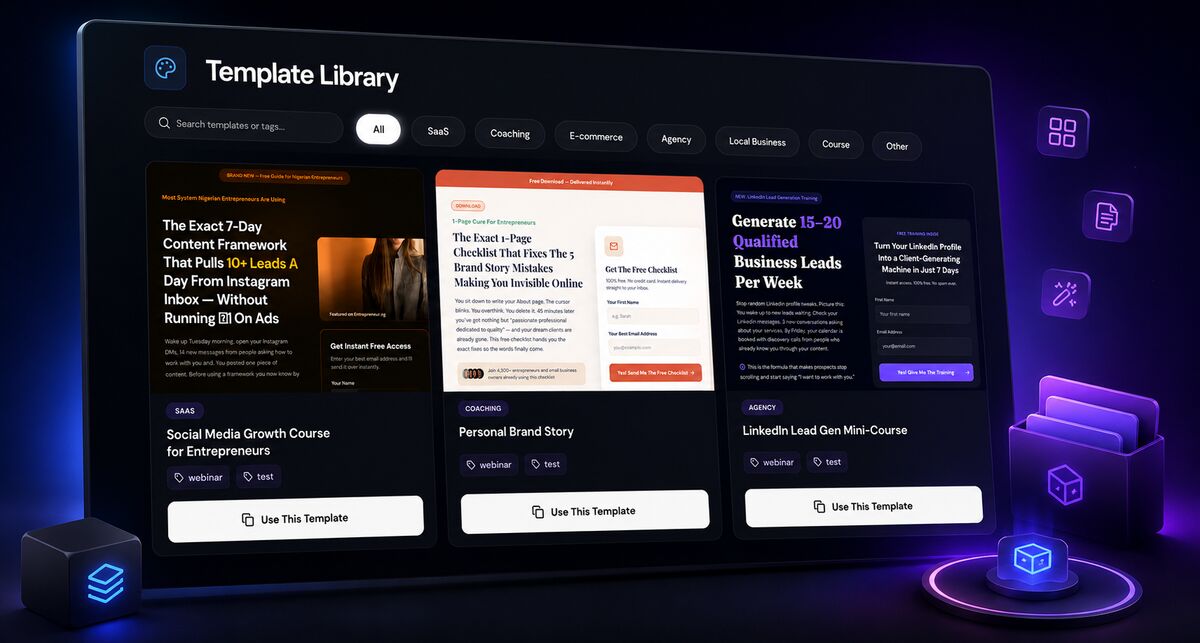 Template Library
Search templates or tags...
All
SaaS
Coaching
E-commerce
Agency
Local Business
Course
Other
BRAND NEW — Free Guide for Nigerian Entrepreneurs
Most System Nigerian Entrepreneurs Are Using
The Exact 7-Day
Content Framework
That Pulls 10+ Leads A
Day From Instagram
Inbox — Without
Running On Ads
Wake up Tuesday morning, open your Instagram
DMs, 14 new messages from people asking how to
work with you and. You posted one piece of
content. Before using a framework you now know by
Featured on Entrepreneur.ng
Get Instant Free Access
Enter your best email address and I'll
send it over instantly.
Your Name
SAAS
Social Media Growth Course
for Entrepreneurs
webinar
test
Use This Template
Free Download — Delivered Instantly
DOWNLOAD
1-Page Cure For Entrepreneurs
The Exact 1-Page
Checklist That Fixes The 5
Brand Story Mistakes
Making You Invisible Online
You sit down to write your About page. The cursor
blinks. You overthink. You delete it. 45 minutes later
you've got nothing but "passionate professional
dedicated to quality" — and your dream clients are
already gone. This free checklist hands you the
exact fixes so the words finally come.
Join 4,300+ entrepreneurs and small business
owners already using this checklist
Get The Free Checklist
100% free. No credit card. Instant delivery
straight to your inbox.
Your First Name
e.g. Sarah
Your Best Email Address
you@example.com
Yes! Send Me The Free Checklist →
COACHING
Personal Brand Story
webinar
test
Use This Template
NEW: LinkedIn Lead Generation Training
Generate 15–20
Qualified
Business Leads
Per Week
Stop random LinkedIn profile tweaks. Picture this:
You wake up to new leads waiting. Check your
LinkedIn messages. 3 new conversations asking
about your services. By Friday, your calendar is
booked with discovery calls from people who
already know you through your content.
This is the formula that makes prospects stop
scrolling and start saying "I want to work with you."
FREE TRAINING INSIDE
Turn Your LinkedIn Profile
Into a Client-Generating
Machine in Just 7 Days
Instant access. 100% free. No spam ever.
First Name
Your first name
Email Address
your@email.com
Yes! Give Me The Training →
AGENCY
LinkedIn Lead Gen Mini-Course
webinar
test
Use This Template